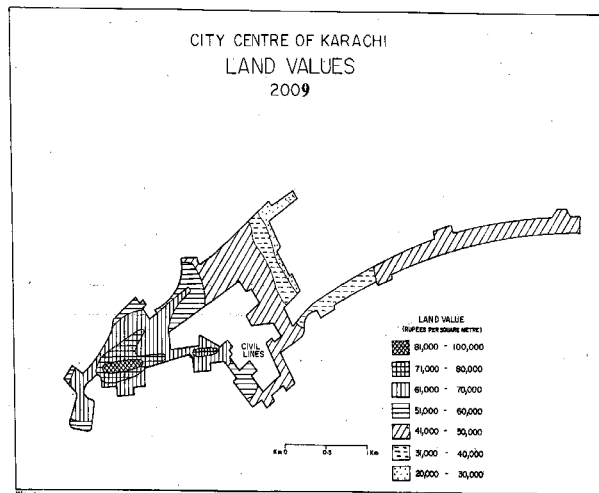 CITY CENTRE OF KARACHI
LAND VALUES
2009
CIVIL
LINES
LAND VALUE
(RUPEES PER SQUARE METRE)
81,000 - 100,000
71,000 - 80,000
61,000 - 70,000
51,000 - 60,000
41,000 - 50,000
31,000 - 40,000
20,000 - 30,000
Km 0 0.5 1 Km